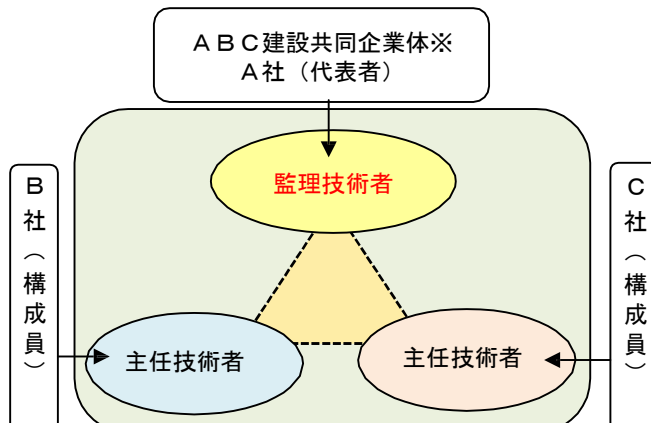 ＡＢＣ建設共同企業体※
Ａ社（代表者）
監理技術者
Ｂ社（構成員）
Ｃ社（構成員）
主任技術者
主任技術者